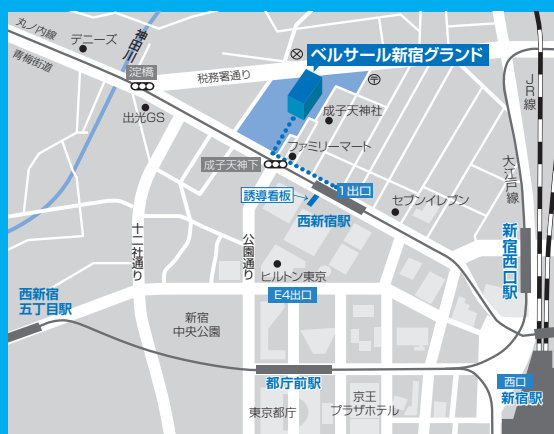 丸ノ内線
青梅街道
デニーズ
神田川
淀橋
税務署通り
ベルサール新宿グランド
成子天神社
JR線
出光GS
ファミリーマート
成子天神下
1出口
誘導看板
西新宿駅
セブンイレブン
大江戸線
十二社通り
公園通り
新宿西口駅
ヒルトン東京
E4出口
西新宿
五丁目駅
新宿
中央公園
都庁前駅
西口
新宿駅
東京都庁
京王
プラザホテル